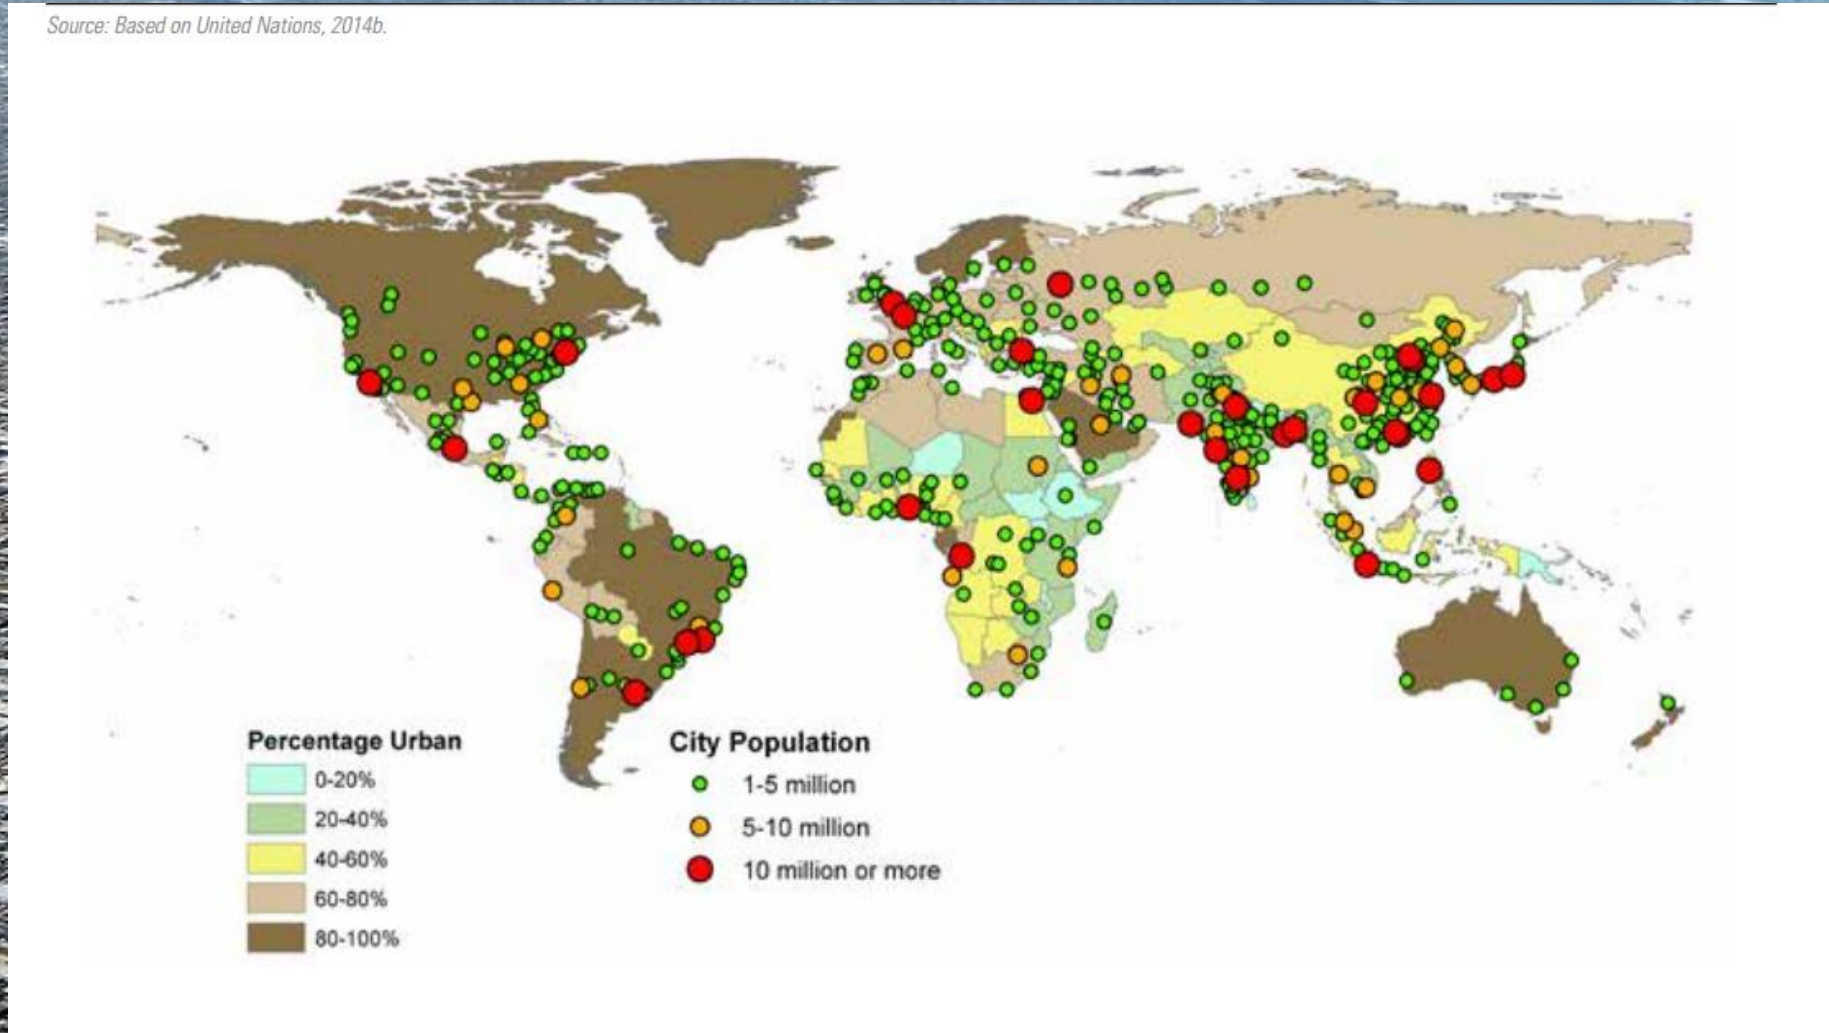 Source: Based on United Nations, 2014b.
Percentage Urban
0-20%
20-40%
40-60%
60-80%
80-100%
City Population
1-5 million
5-10 million
10 million or more